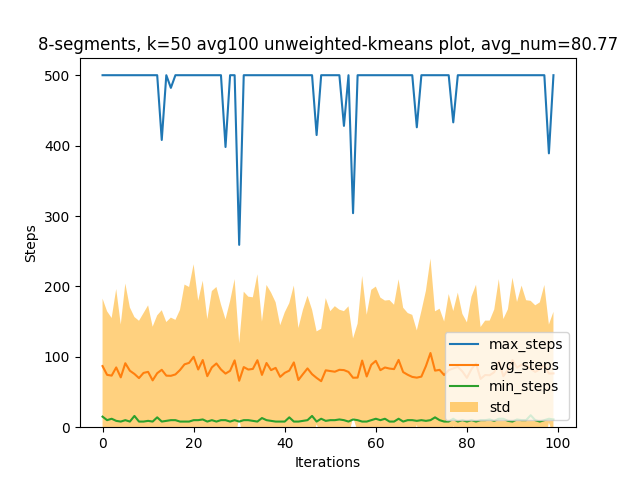 8-segments, k=50 avg100 unweighted-kmeans plot, avg_num=80.77
500
400
300
200
100
0
Steps
0
20
40
60
80
100
Iterations
max_steps
avg_steps
min_steps
std